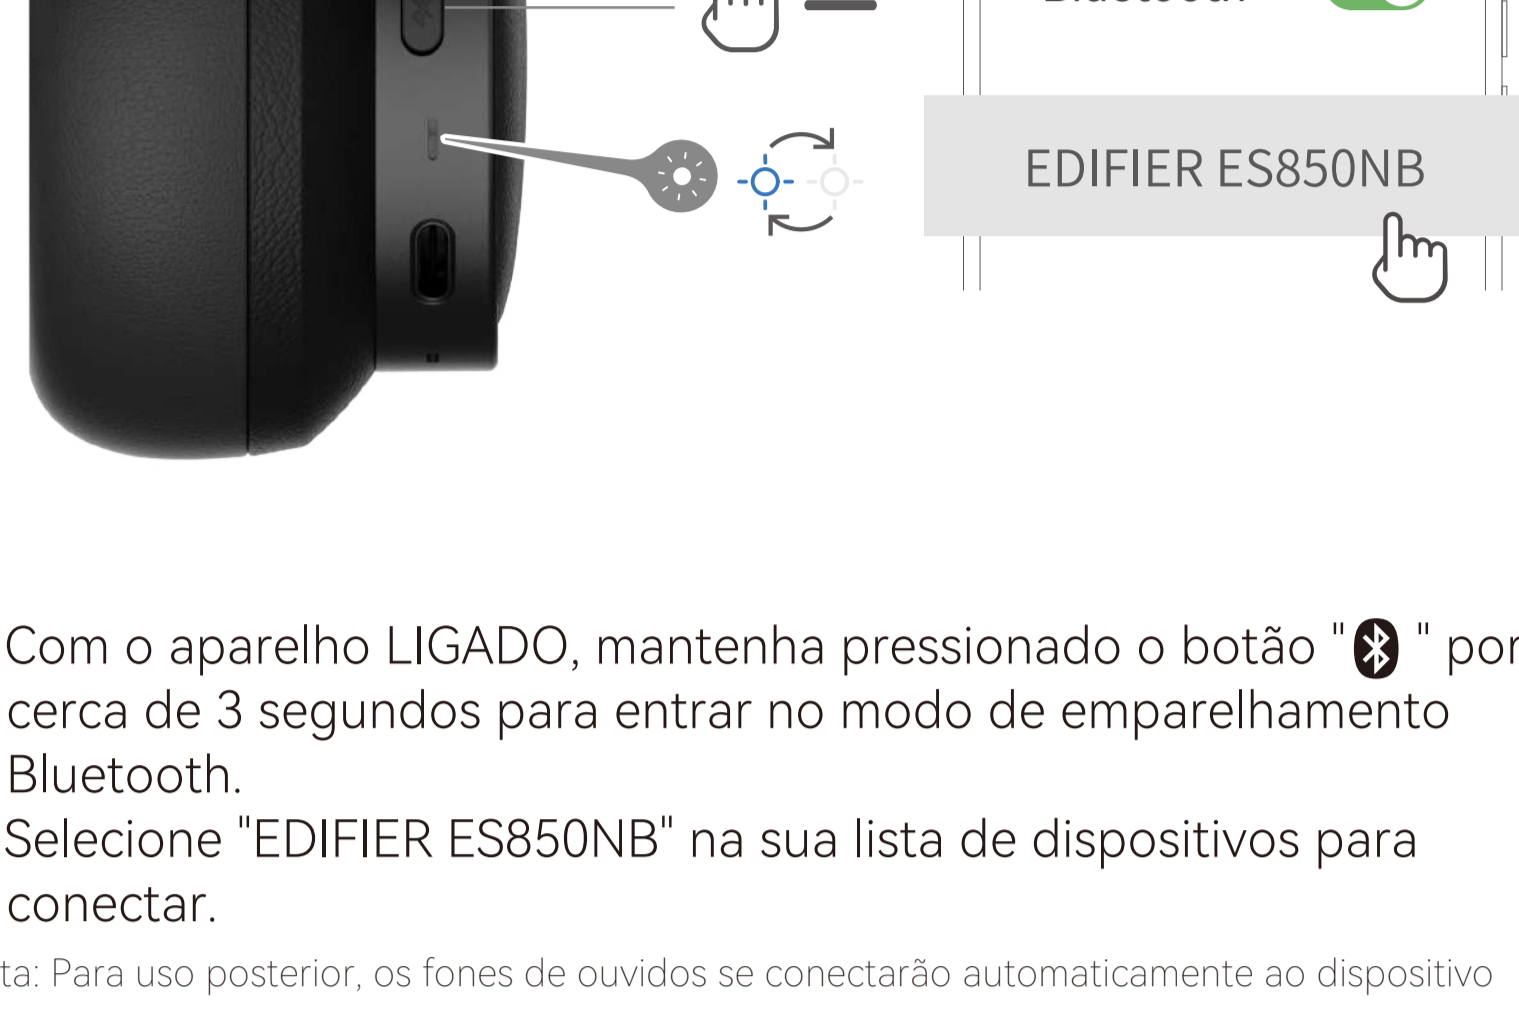 Bluetooth
EDIFIER ES850NB
Com o aparelho LIGADO, mantenha pressionado o botão " " por
cerca de 3 segundos para entrar no modo de emparelhamento
Bluetooth.
Selecione "EDIFIER ES850NB" na sua lista de dispositivos para
conectar.
ta: Para uso posterior, os fones de ouvidos se conectarão automaticamente ao dispositivo